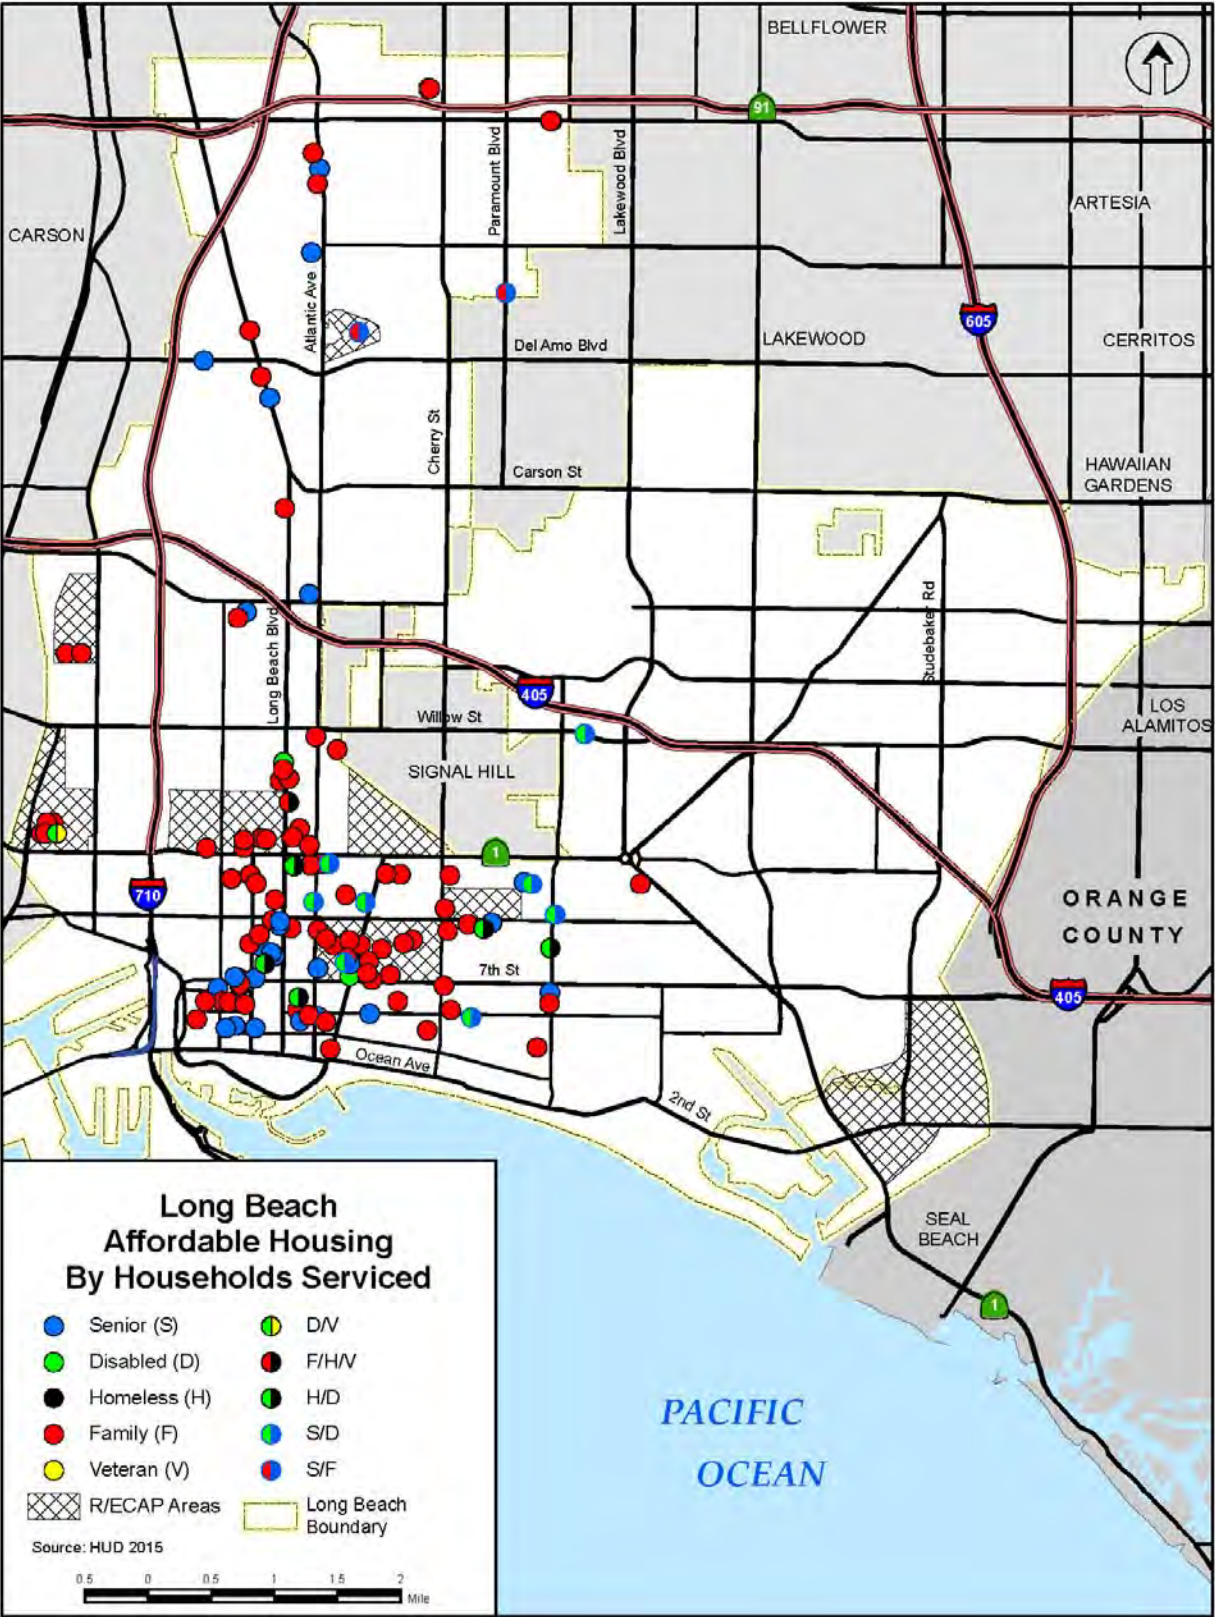 BELLFLOWER
91
Paramount Blvd
Lakewood Blvd
ARTESIA
CARSON
Atlantic Ave
605
Del Amo Blvd
LAKEWOOD
CERRITOS
Cherry St
Carson St
HAWAIIAN
GARDENS
Studebaker Rd
Long Beach Blvd
405
Willow St
LOS
ALAMITOS
SIGNAL HILL
1
710
ORANGE
COUNTY
7th St
405
Ocean Ave
2nd St
SEAL
BEACH
1
PACIFIC
OCEAN
Long Beach
Affordable Housing
By Households Serviced
Senior (S)
D/V
Disabled (D)
F/H/V
Homeless (H)
H/D
Family (F)
S/D
Veteran (V)
S/F
R/ECAP Areas
Long Beach
Boundary
Source: HUD 2015
0.5 0 0.5 1 1.5 2
Mile